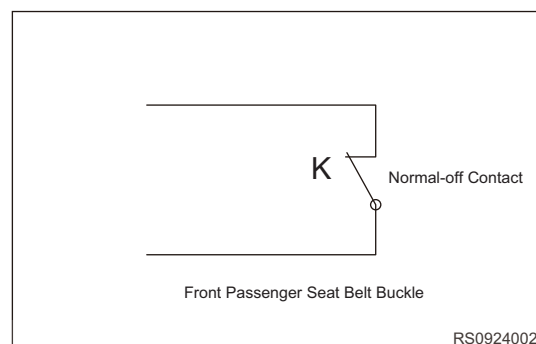 K
Normal-off Contact
Front Passenger Seat Belt Buckle
RS0924002